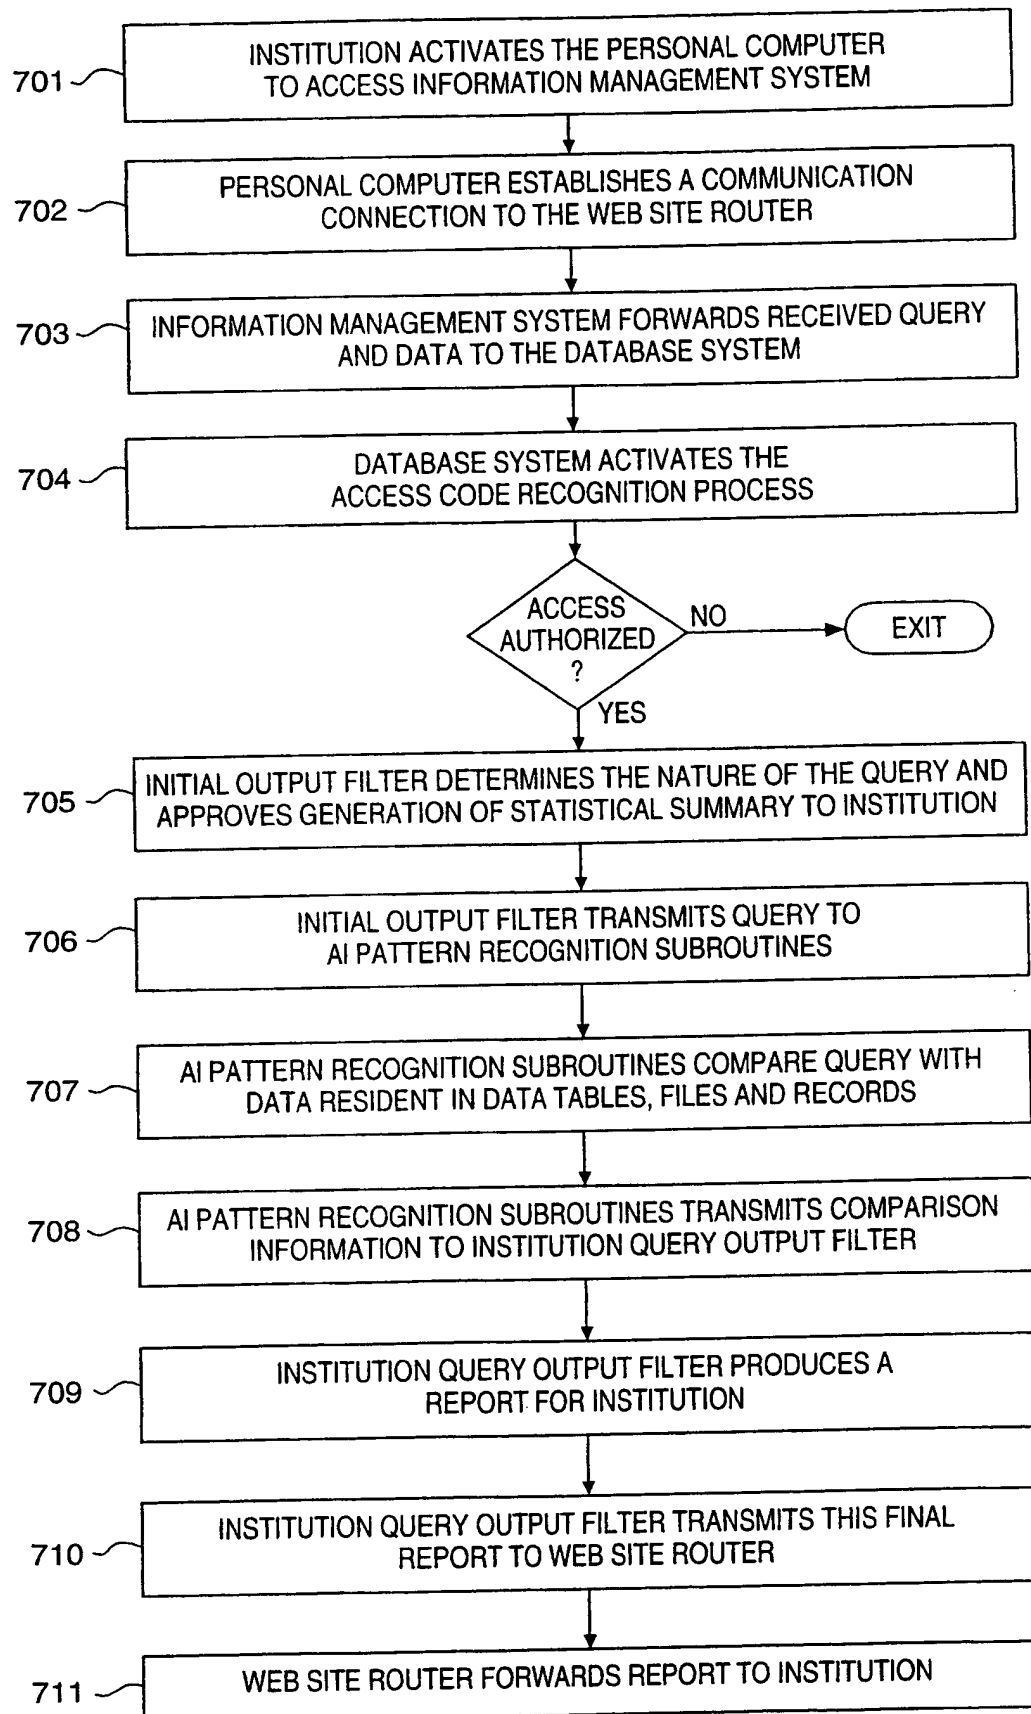 701
INSTITUTION ACTIVATES THE PERSONAL COMPUTER
TO ACCESS INFORMATION MANAGEMENT SYSTEM
702
PERSONAL COMPUTER ESTABLISHES A COMMUNICATION
CONNECTION TO THE WEB SITE ROUTER
703
INFORMATION MANAGEMENT SYSTEM FORWARDS RECEIVED QUERY
AND DATA TO THE DATABASE SYSTEM
704
DATABASE SYSTEM ACTIVATES THE
ACCESS CODE RECOGNITION PROCESS
ACCESS
AUTHORIZED
?
NO
EXIT
YES
705
INITIAL OUTPUT FILTER DETERMINES THE NATURE OF THE QUERY AND
APPROVES GENERATION OF STATISTICAL SUMMARY TO INSTITUTION
706
INITIAL OUTPUT FILTER TRANSMITS QUERY TO
AI PATTERN RECOGNITION SUBROUTINES
707
AI PATTERN RECOGNITION SUBROUTINES COMPARE QUERY WITH
DATA RESIDENT IN DATA TABLES, FILES AND RECORDS
708
AI PATTERN RECOGNITION SUBROUTINES TRANSMITS COMPARISON
INFORMATION TO INSTITUTION QUERY OUTPUT FILTER
709
INSTITUTION QUERY OUTPUT FILTER PRODUCES A
REPORT FOR INSTITUTION
710
INSTITUTION QUERY OUTPUT FILTER TRANSMITS THIS FINAL
REPORT TO WEB SITE ROUTER
711
WEB SITE ROUTER FORWARDS REPORT TO INSTITUTION